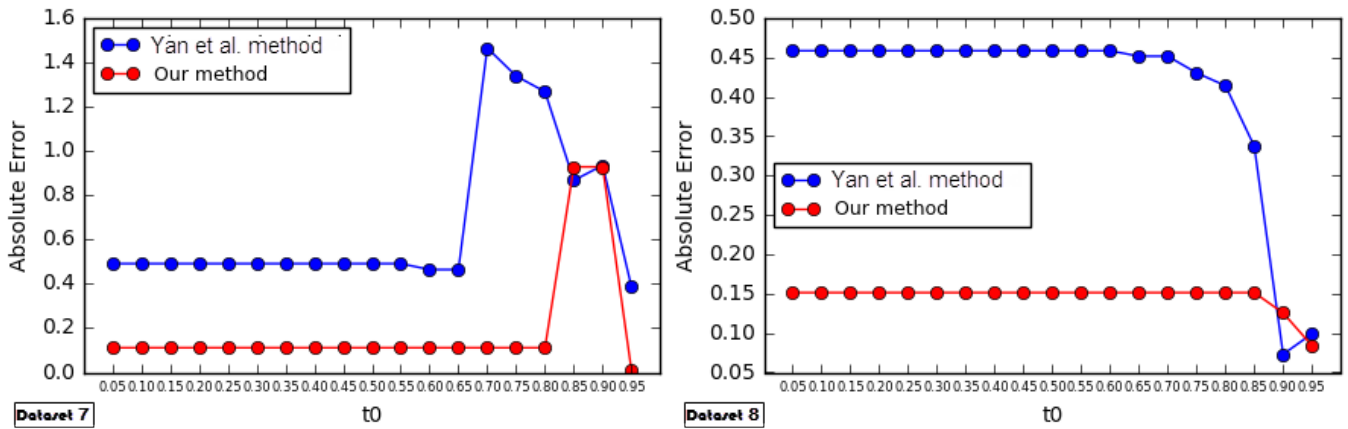 1.6
1.4
1.2
1.0
0.8
0.6
0.4
0.2
0.0
Absolute Error
Yan et al. method
Our method
0.05 0.10 0.15 0.20 0.25 0.30 0.35 0.40 0.45 0.50 0.55 0.60 0.65 0.70 0.75 0.80 0.85 0.90 0.95
t0
Dataset 7
0.50
0.45
0.40
0.35
0.30
0.25
0.20
0.15
0.10
0.05
Absolute Error
Yan et al. method
Our method
0.05 0.10 0.15 0.20 0.25 0.30 0.35 0.40 0.45 0.50 0.55 0.60 0.65 0.70 0.75 0.80 0.85 0.90 0.95
t0
Dataset 8